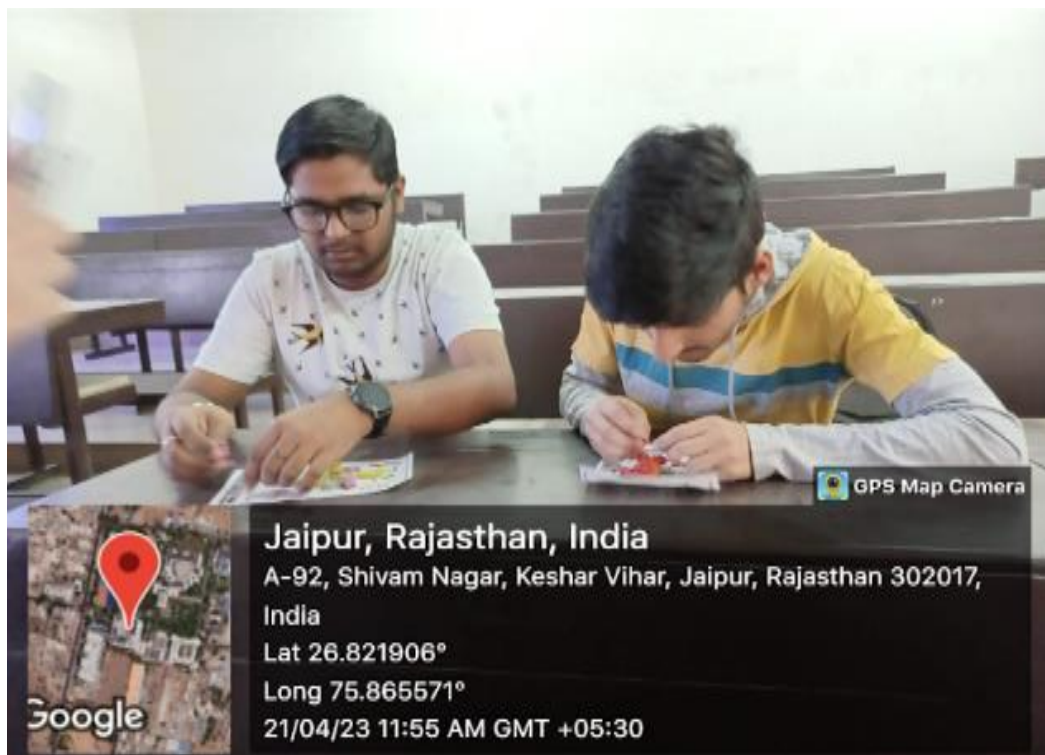 GPS Map Camera
Jaipur, Rajasthan, India
A-92, Shivam Nagar, Keshar Vihar, Jaipur, Rajasthan 302017,
India
Lat 26.821906°
Long 75.865571°
21/04/23 11:55 AM GMT +05:30
Google